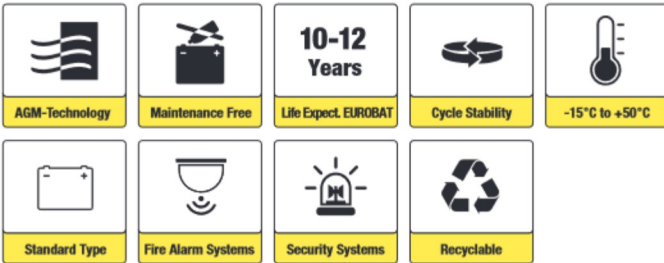 10-12
Years
AGM-Technology
Maintenance Free
Life Expect. EUROBAT
Cycle Stability
-15°C to +50°C
Standard Type
Fire Alarm Systems
Security Systems
Recyclable